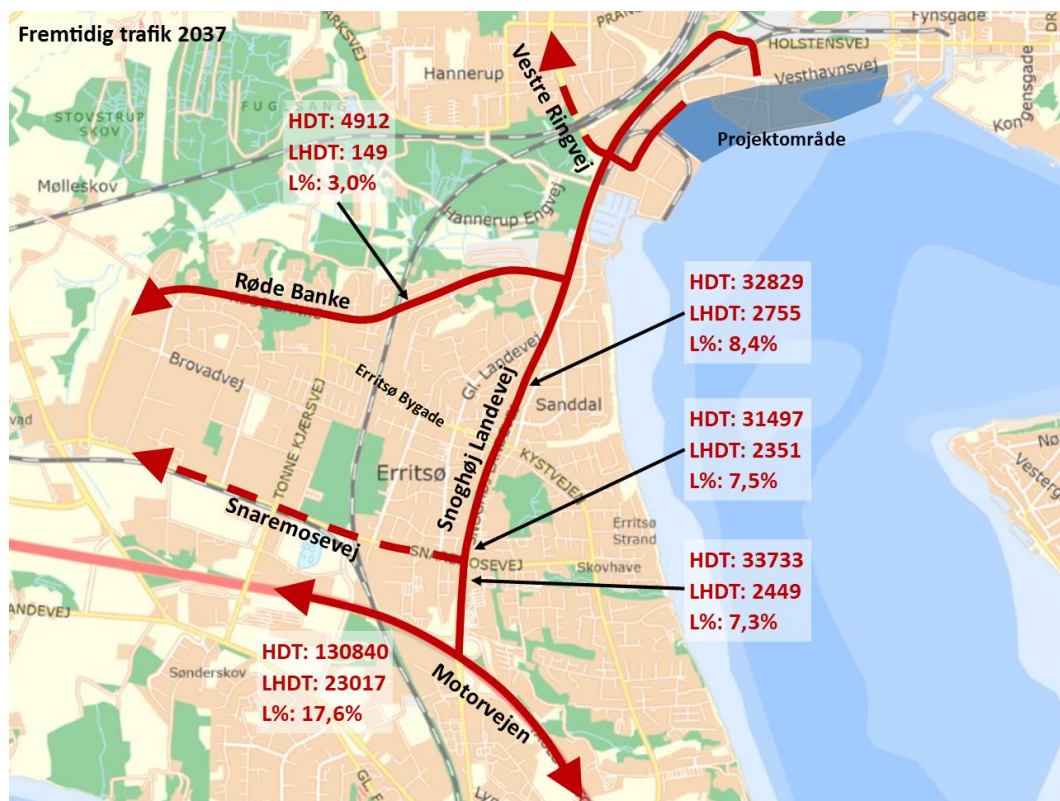 Fremtidig trafik 2037
Fynsgade
HOLSTENSVEJ
Vesthavnsvej
Kongensgade
Hannerup
Vestre Ringvej
FUGLSANG
STOVSTRUP
SKOV
HDT: 4912
LHDT: 149
L%: 3,0%
Projektområde
Mølleskov
Hannerup Engvej
Røde Banke
HDT: 32829
LHDT: 2755
L%: 8,4%
Brovadvej
Gl. Landevej
Erritsø Bygade
Sanddal
Snoghøj Landevej
HDT: 31497
LHDT: 2351
L%: 7,5%
TONNE KJÆRSVEJ
Erritsø
KYSTVEJEN
Snaremosevej
Erritsø
Strand
Skovhave
HDT: 33733
LHDT: 2449
L%: 7,3%
HDT: 130840
LHDT: 23017
L%: 17,6%
Sønderskov
Motorvejen